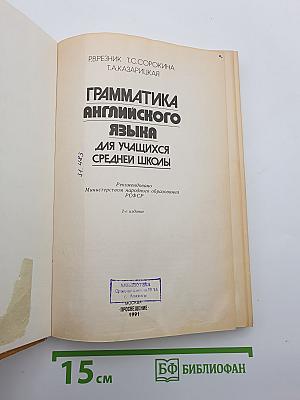 Р.В.РЕЗНИК Т.С.СОРОКИНА
Т.А.КАЗАРИЦКАЯ
ГРАММАТИКА
АНГЛИЙСКОГО
ЯЗЫКА
ДЛЯ УЧАЩИХСЯ
СРЕДНЕЙ ШКОЛЫ
Рекомендовано
Министерством народного образования
РСФСР
2-е издание
БИБЛИОТЕКА
МОСКВА
«ПРОСВЕЩЕНИЕ»
1991
15 см
БФ БИБЛИОФАН